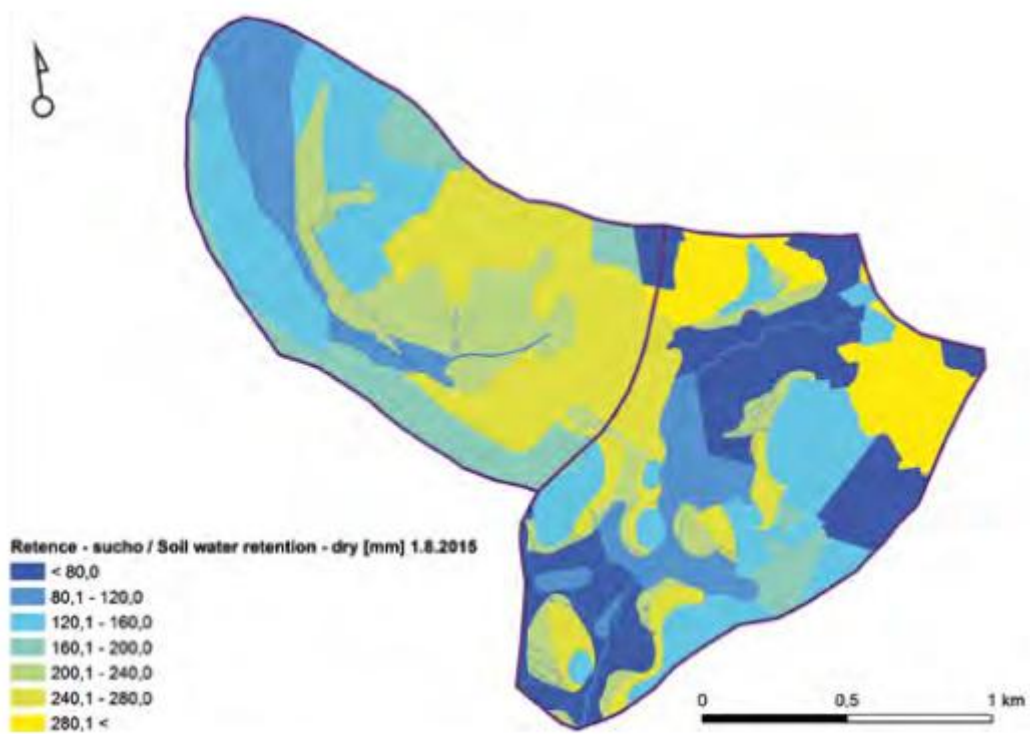 Retence - sucho / Soil water retention - dry [mm] 1.8.2015
< 80,0
80,1 - 120,0
120,1 - 160,0
160,1 - 200,0
200,1 - 240,0
240,1 - 280,0
280,1 <
0 0,5 1 km